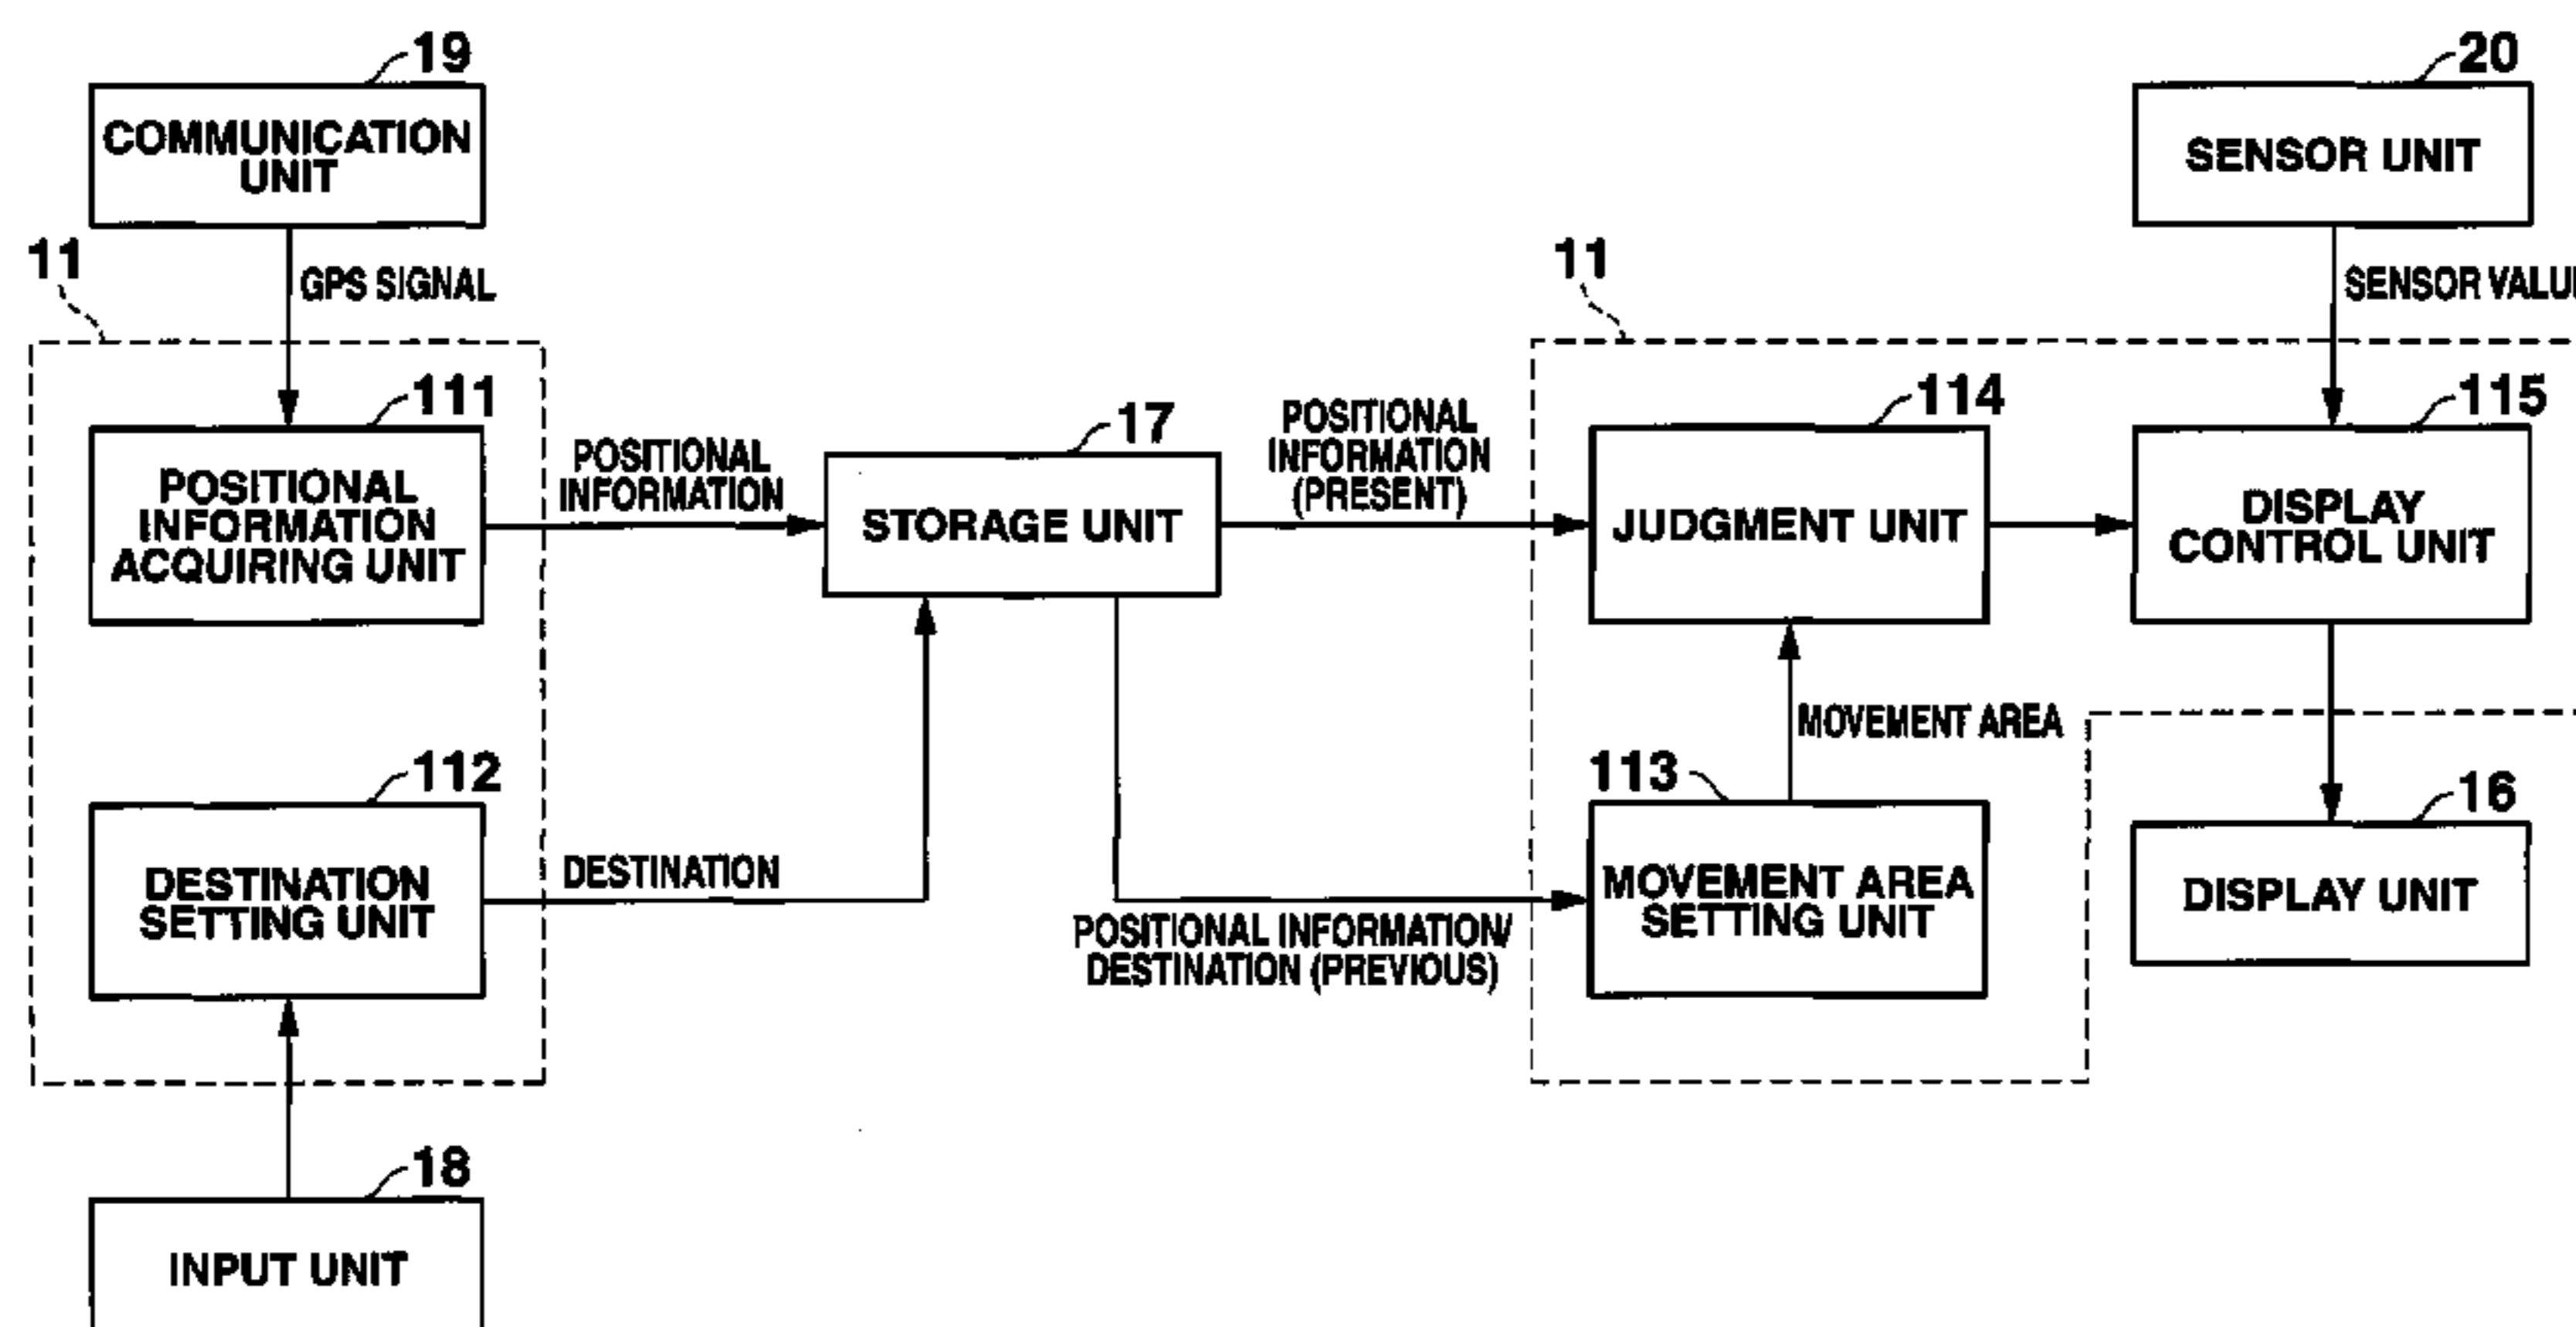 19
COMMUNICATION
UNIT
20
SENSOR UNIT
11
GPS SIGNAL
11
SENSOR VALUE
111
POSITIONAL
INFORMATION
ACQUIRING UNIT
POSITIONAL
INFORMATION
17
STORAGE UNIT
POSITIONAL
INFORMATION
(PRESENT)
114
JUDGMENT UNIT
115
DISPLAY
CONTROL UNIT
MOVEMENT AREA
112
DESTINATION
SETTING UNIT
DESTINATION
POSITIONAL INFORMATION/
DESTINATION (PREVIOUS)
113
MOVEMENT AREA
SETTING UNIT
16
DISPLAY UNIT
18
INPUT UNIT